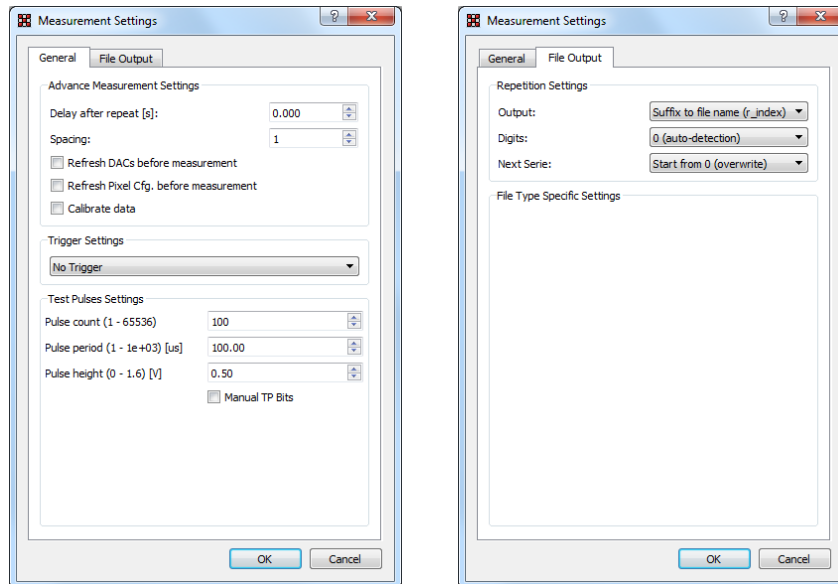 Measurement Settings
General File Output
Advance Measurement Settings
Delay after repeat [s]: 0.000
Spacing: 1
Refresh DACs before measurement
Refresh Pixel Cfg. before measurement
Calibrate data
Trigger Settings
No Trigger
Test Pulses Settings
Pulse count (1 - 65536) 100
Pulse period (1 - 1e+03) [us] 100.00
Pulse height (0 - 1.6) [V] 0.50
Manual TP Bits
OK Cancel
Measurement Settings
General File Output
Repetition Settings
Output: Suffix to file name (r_index)
Digits: 0 (auto-detection)
Next Serie: Start from 0 (overwrite)
File Type Specific Settings
OK Cancel